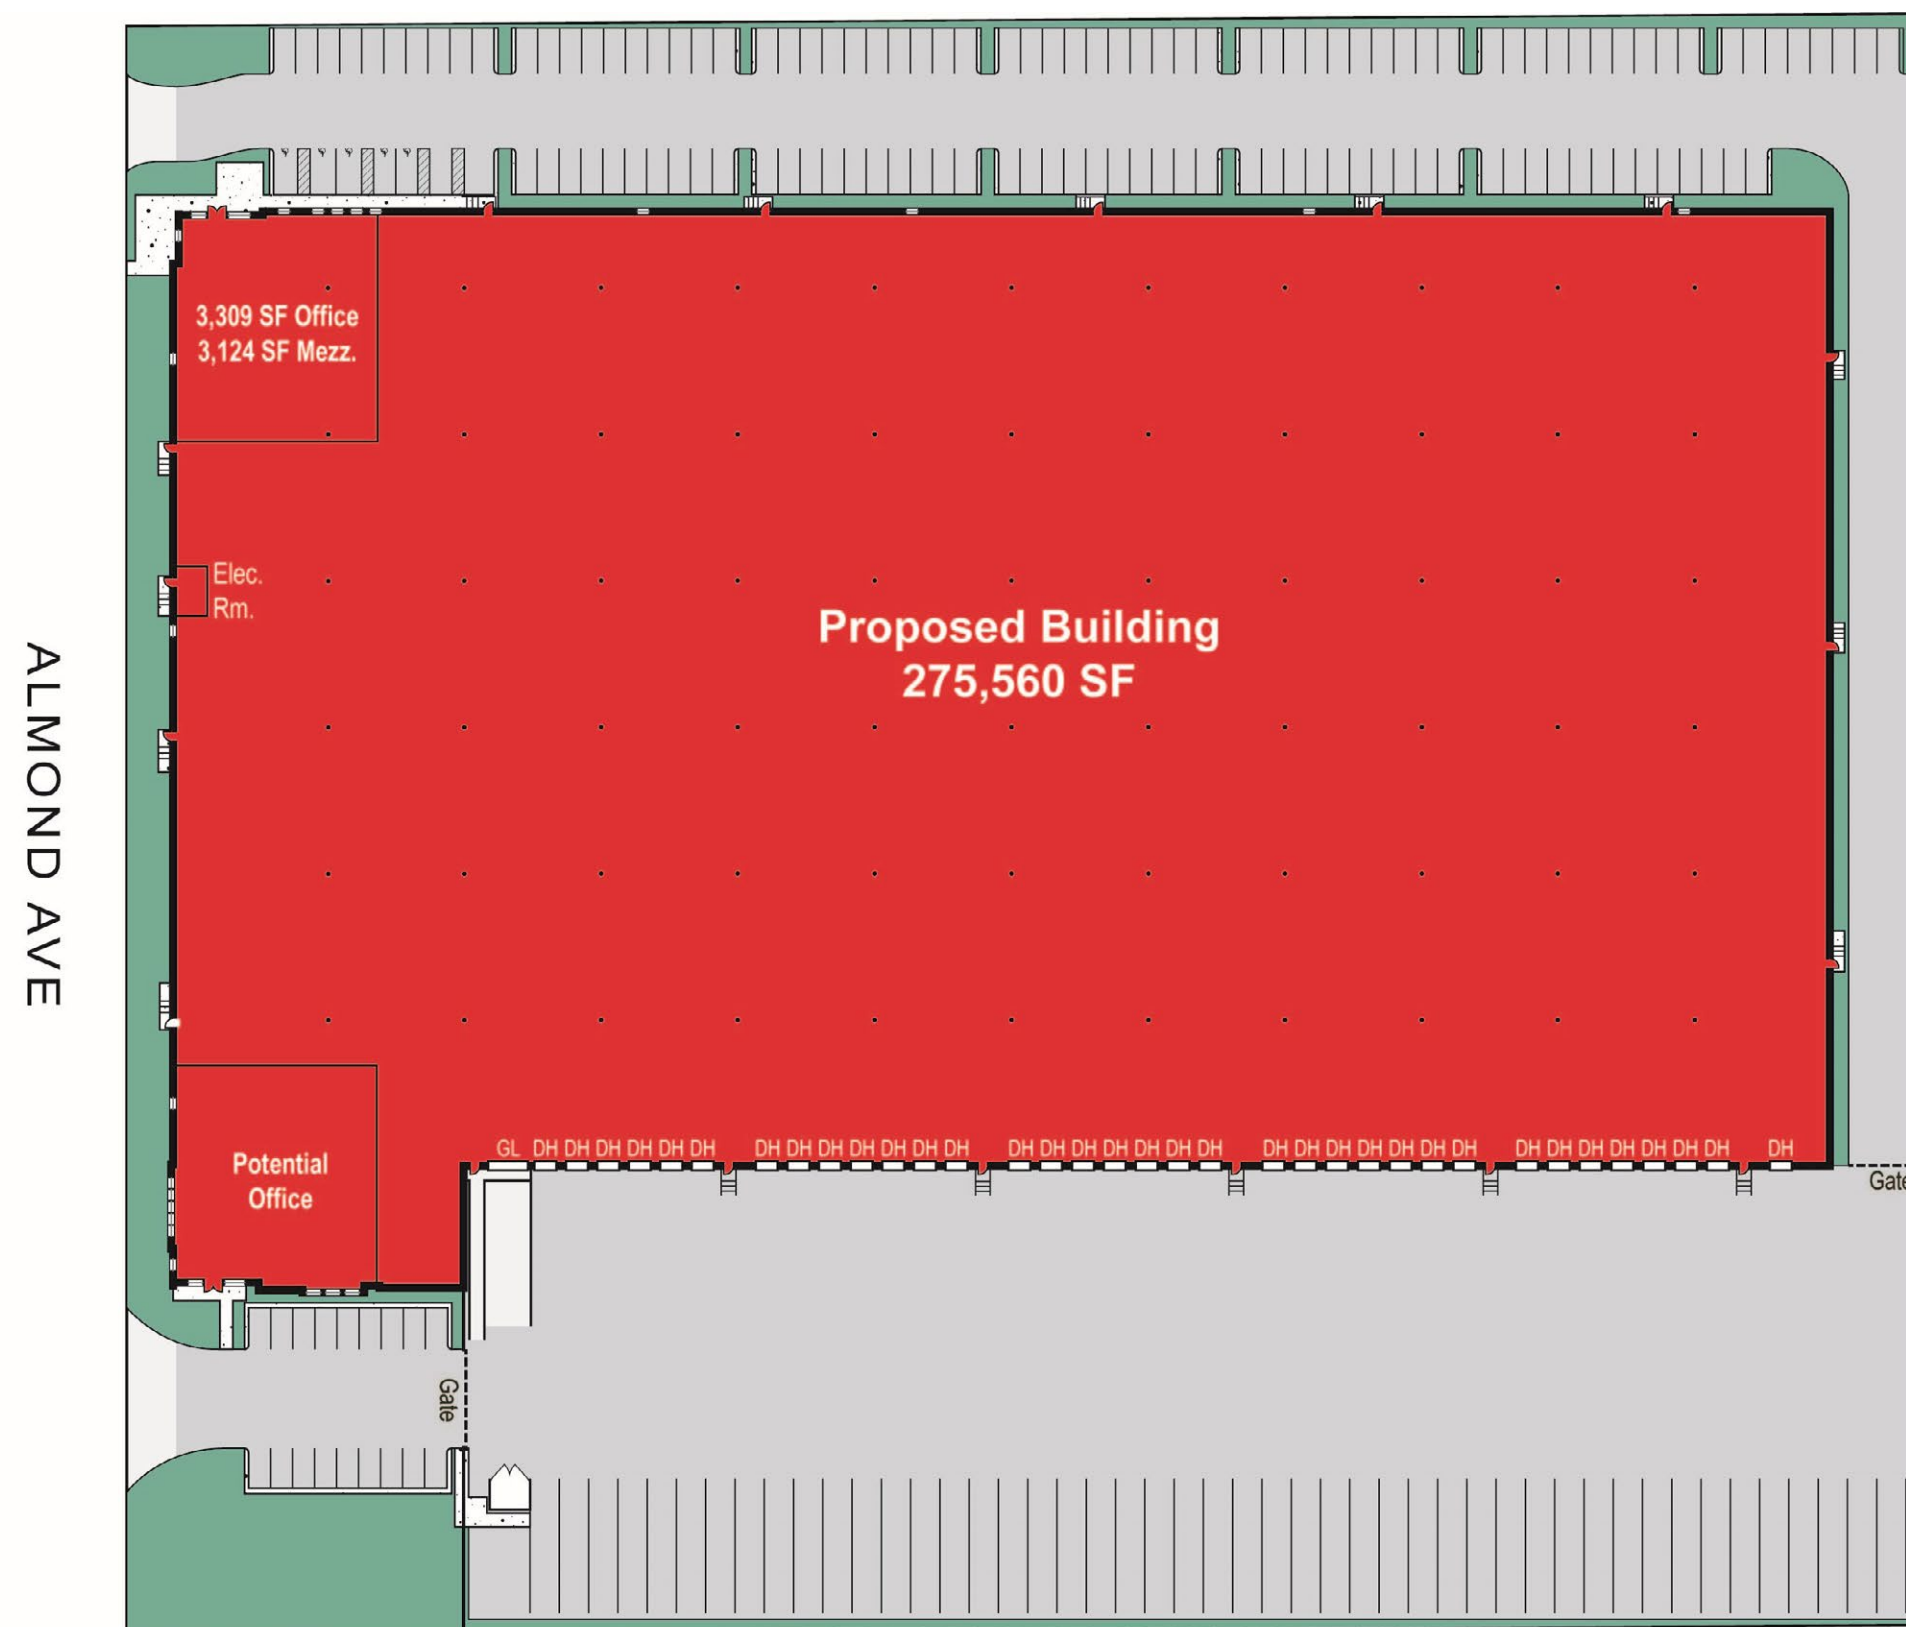 3,309 SF Office
3,124 SF Mezz.
Elec.
Rm.
Proposed Building
275,560 SF
ALMOND AVE
Potential
Office
GL DH DH DH DH DH DH DH DH DH DH DH DH DH DH DH DH DH DH DH DH DH DH DH DH DH DH DH DH DH DH DH DH DH DH DH
Gate
Gate